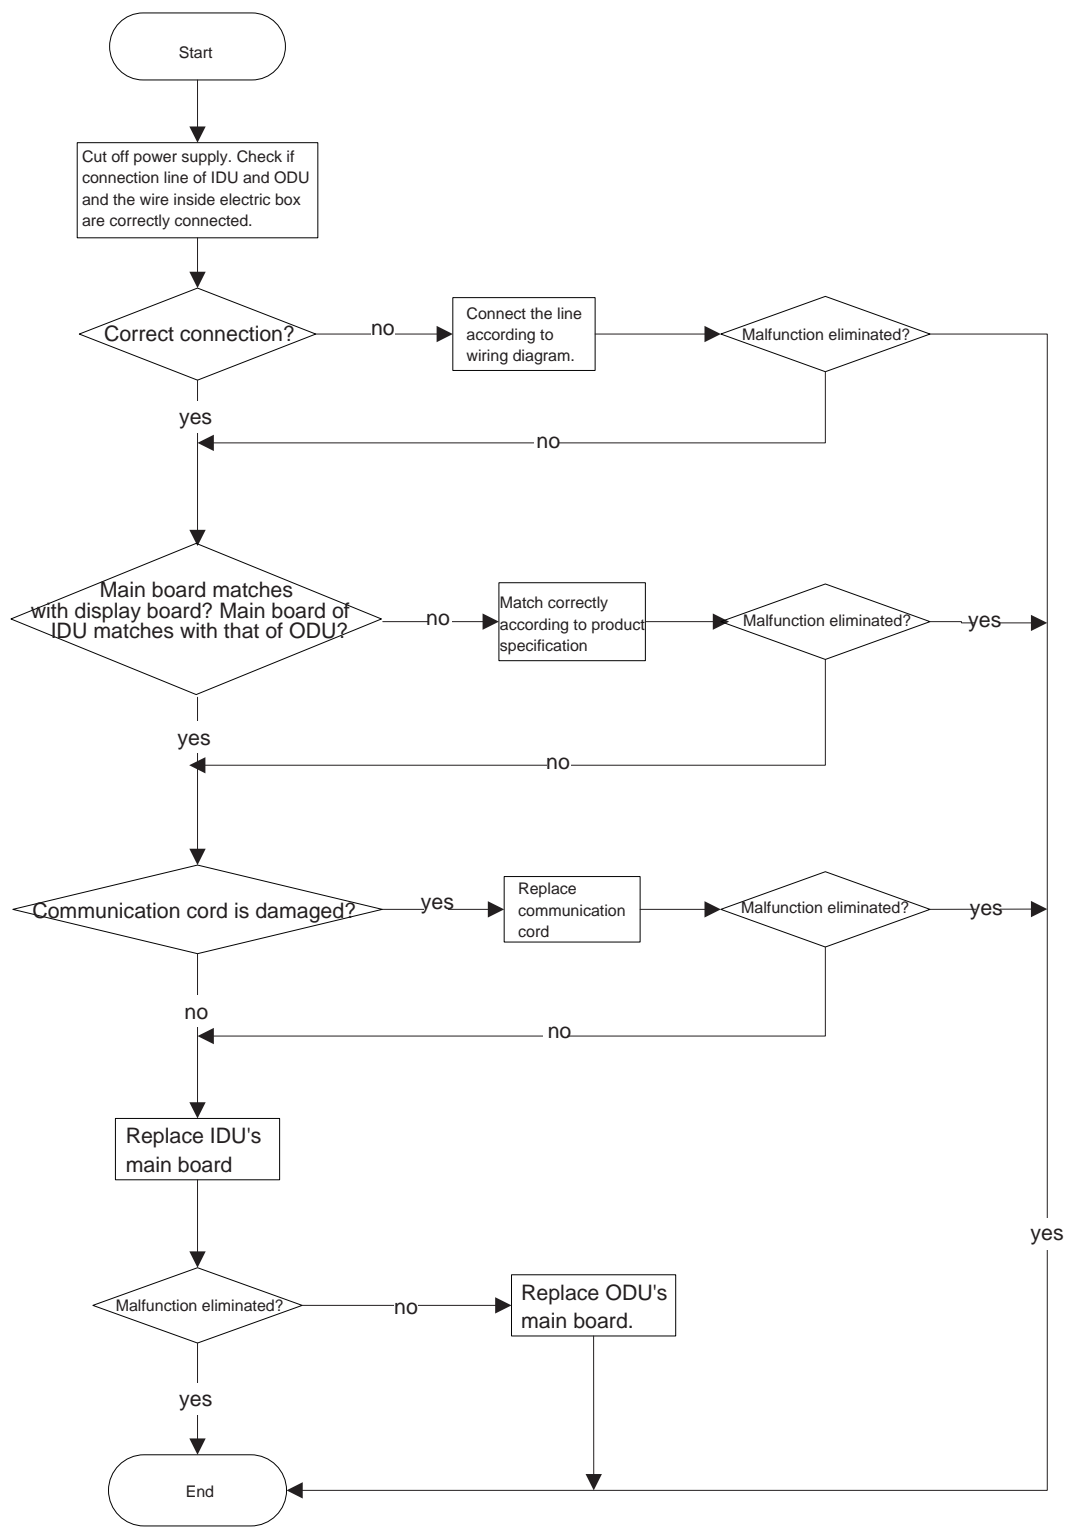 Start
Cut off power supply. Check if
connection line of IDU and ODU
and the wire inside electric box
are correctly connected.
Correct connection?
no
Connect the line
according to
wiring diagram.
Malfunction eliminated?
yes
no
Main board matches
with display board? Main board of
IDU matches with that of ODU?
no
Match correctly
according to product
specification
Malfunction eliminated?
yes
yes
no
Communication cord is damaged?
yes
Replace
communication
cord
Malfunction eliminated?
yes
no
no
Replace IDU's
main board
yes
Malfunction eliminated?
no
Replace ODU's
main board.
yes
End